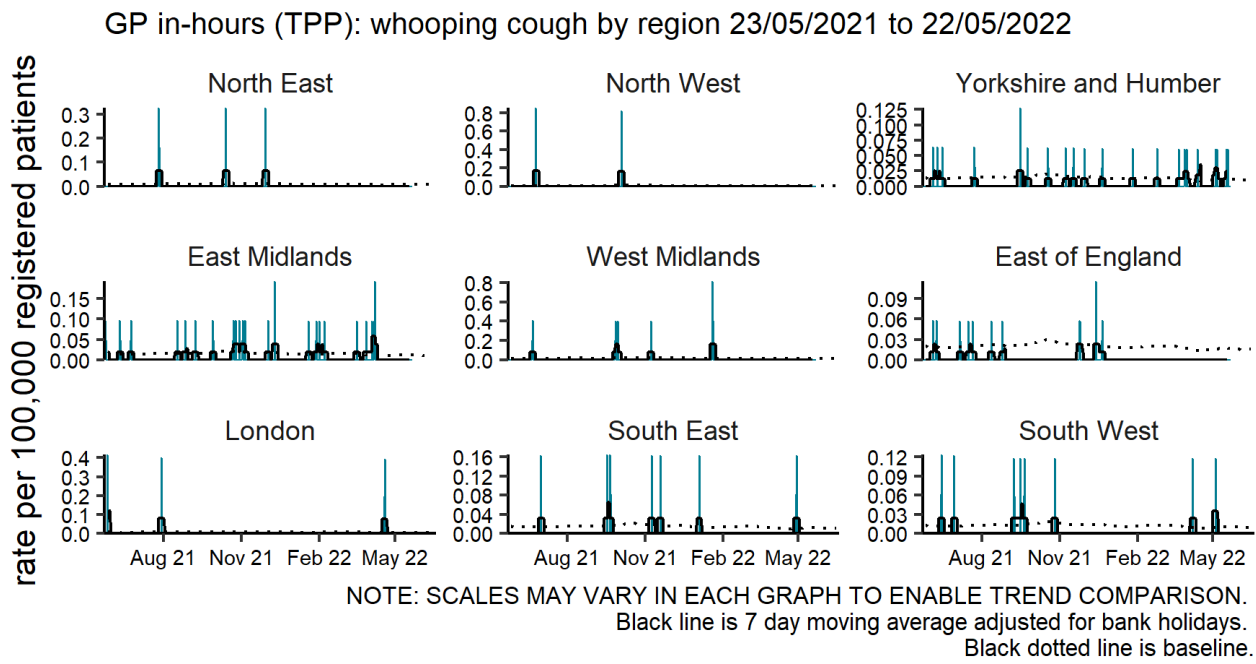 GP in-hours (TPP): whooping cough by region 23/05/2021 to 22/05/2022
rate per 100,000 registered patients
North East
0.3
0.2
0.1
0.0
North West
0.8
0.6
0.4
0.2
0.0
Yorkshire and Humber
0.125
0.100
0.075
0.050
0.025
0.000
East Midlands
0.15
0.10
0.05
0.00
West Midlands
0.8
0.6
0.4
0.2
0.0
East of England
0.09
0.06
0.03
0.00
London
0.4
0.3
0.2
0.1
0.0
South East
0.16
0.12
0.08
0.04
0.00
South West
0.12
0.09
0.06
0.03
0.00
Aug 21 Nov 21 Feb 22 May 22
Aug 21 Nov 21 Feb 22 May 22
Aug 21 Nov 21 Feb 22 May 22
NOTE: SCALES MAY VARY IN EACH GRAPH TO ENABLE TREND COMPARISON.
Black line is 7 day moving average adjusted for bank holidays.
Black dotted line is baseline.